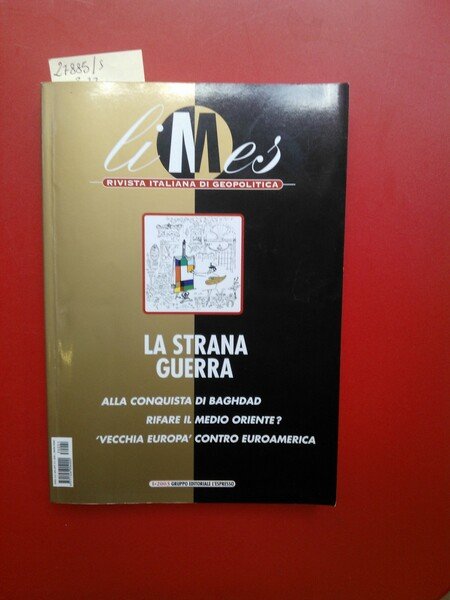 27885/s
liMes
RIVISTA ITALIANA DI GEOPOLITICA
LA STRANA
GUERRA
ALLA CONQUISTA DI BAGHDAD
RIFARE IL MEDIO ORIENTE?
'VECCHIA EUROPA' CONTRO EUROAMERICA
GRUPPO EDITORIALE L'ESPRESSO